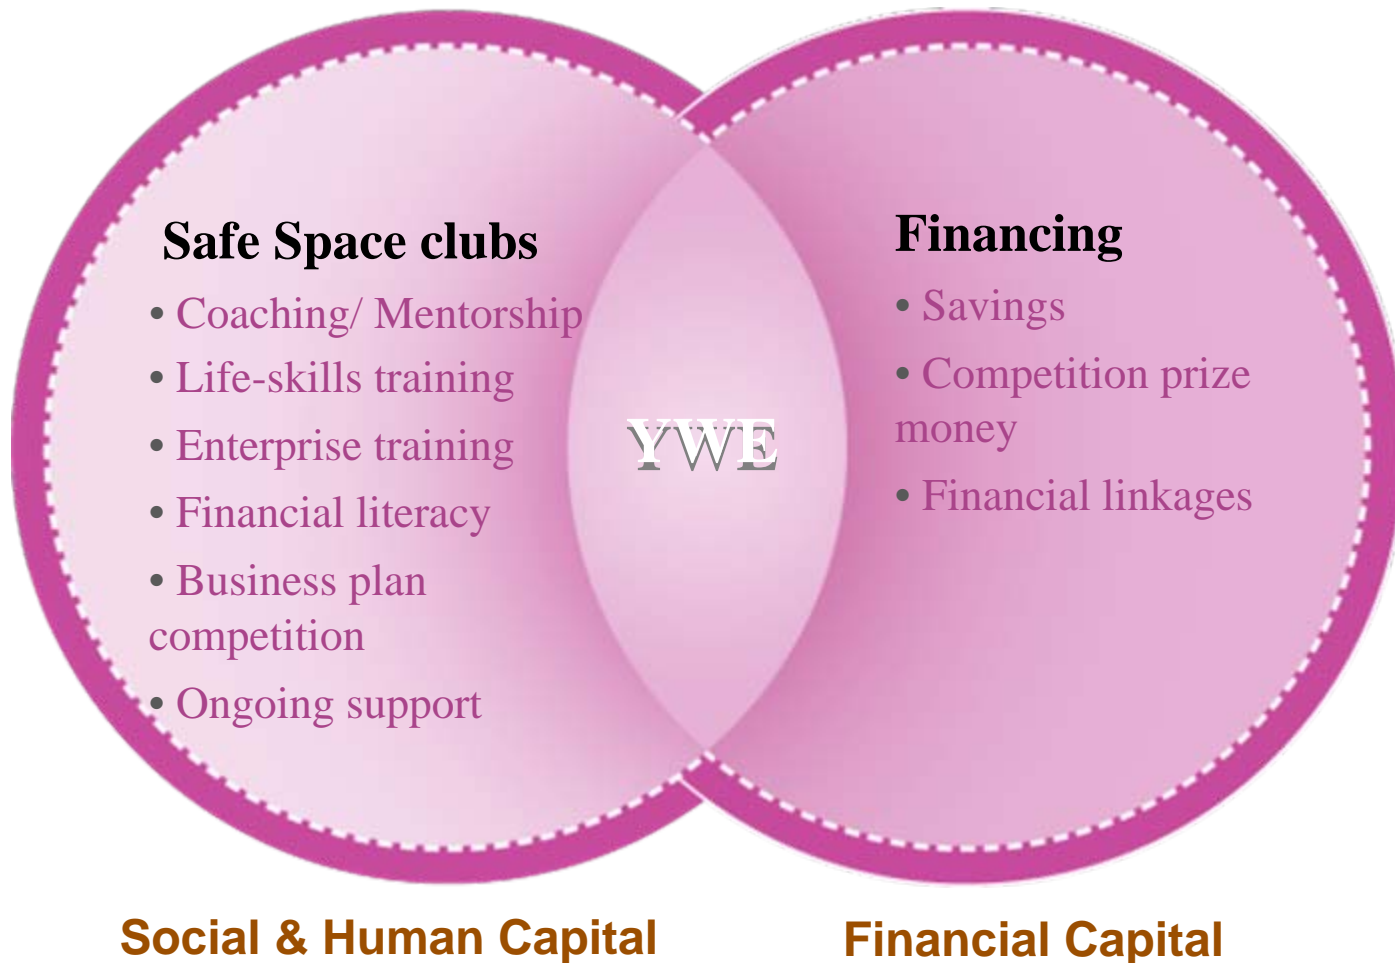 Safe Space clubs
• Coaching/ Mentorship
• Life-skills training
• Enterprise training
• Financial literacy
• Business plan
competition
• Ongoing support
YWE
Financing
• Savings
• Competition prize
money
• Financial linkages
Social & Human Capital
Financial Capital